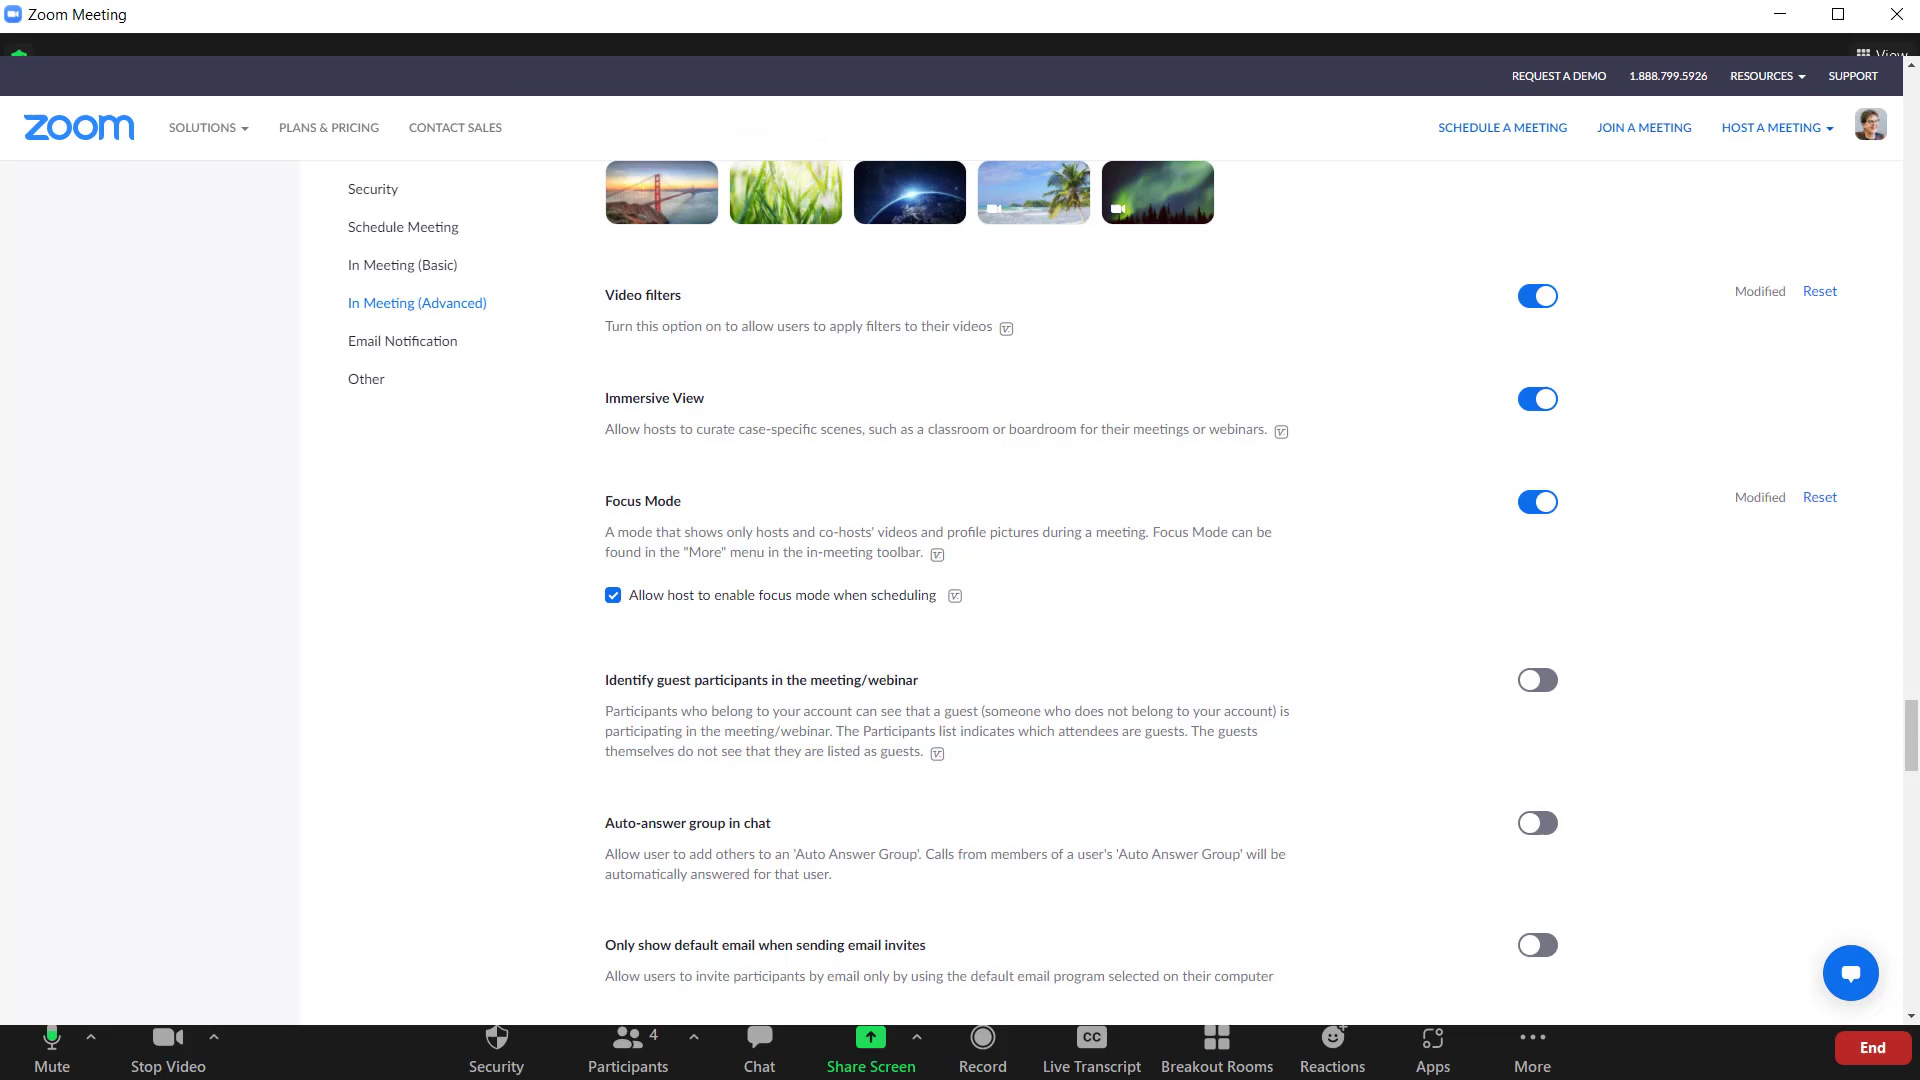 Zoom Meeting
View
REQUEST A DEMO 1.888.799.5926 RESOURCES SUPPORT
zoom SOLUTIONS PLANS & PRICING CONTACT SALES SCHEDULE A MEETING JOIN A MEETING HOST A MEETING
Security
Schedule Meeting
In Meeting (Basic)
In Meeting (Advanced)
Email Notification
Other
Video filters Modified Reset
Turn this option on to allow users to apply filters to their videos
Immersive View
Allow hosts to curate case-specific scenes, such as a classroom or boardroom for their meetings or webinars.
Focus Mode Modified Reset
A mode that shows only hosts and co-hosts' videos and profile pictures during a meeting. Focus Mode can be
found in the "More" menu in the in-meeting toolbar.
Allow host to enable focus mode when scheduling
Identify guest participants in the meeting/webinar
Participants who belong to your account can see that a guest (someone who does not belong to your account) is
participating in the meeting/webinar. The Participants list indicates which attendees are guests. The guests
themselves do not see that they are listed as guests.
Auto-answer group in chat
Allow user to add others to an 'Auto Answer Group'. Calls from members of a user's 'Auto Answer Group' will be
automatically answered for that user.
Only show default email when sending email invites
Allow users to invite participants by email only by using the default email program selected on their computer
4 CC
Mute Stop Video Security Participants Chat Share Screen Record Live Transcript Breakout Rooms Reactions Apps More End